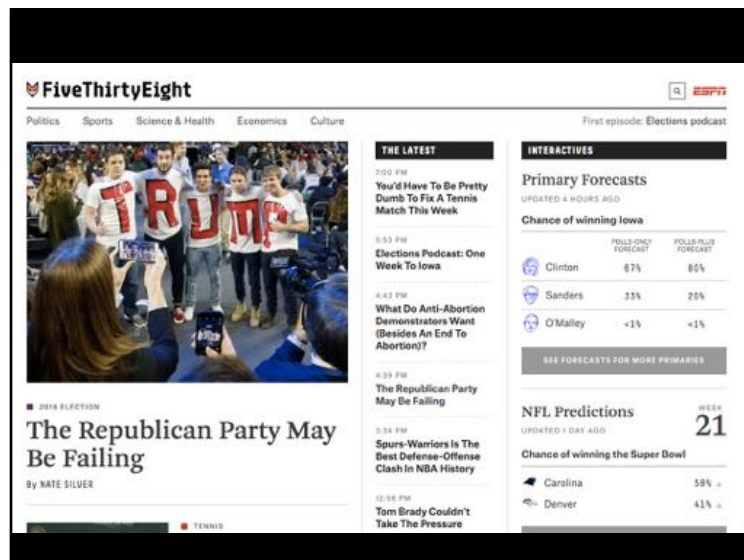 FiveThirtyEight
ESPN
Politics Sports Science & Health Economics Culture
First episode: Elections podcast
TRUMP
2016 ELECTION
The Republican Party May
Be Failing
By NATE SILVER
TENNIS
THE LATEST
7:00 PM
You'd Have To Be Pretty
Dumb To Fix A Tennis
Match This Week
5:53 PM
Elections Podcast: One
Week To Iowa
4:43 PM
What Do Anti-Abortion
Demonstrators Want
(Besides An End To
Abortion)?
4:39 PM
The Republican Party
May Be Failing
3:34 PM
Spurs-Warriors Is The
Best Defense-Offense
Clash In NBA History
12:56 PM
Tom Brady Couldn't
Take The Pressure
INTERACTIVES
Primary Forecasts
UPDATED 4 HOURS AGO
Chance of winning Iowa
POLLS-ONLY FORECAST POLLS-PLUS FORECAST
Clinton 67% 80%
Sanders 33% 20%
O'Malley <1% <1%
SEE FORECASTS FOR MORE PRIMARIES
NFL Predictions
WEEK
21
UPDATED 1 DAY AGO
Chance of winning the Super Bowl
Carolina
Denver 41%